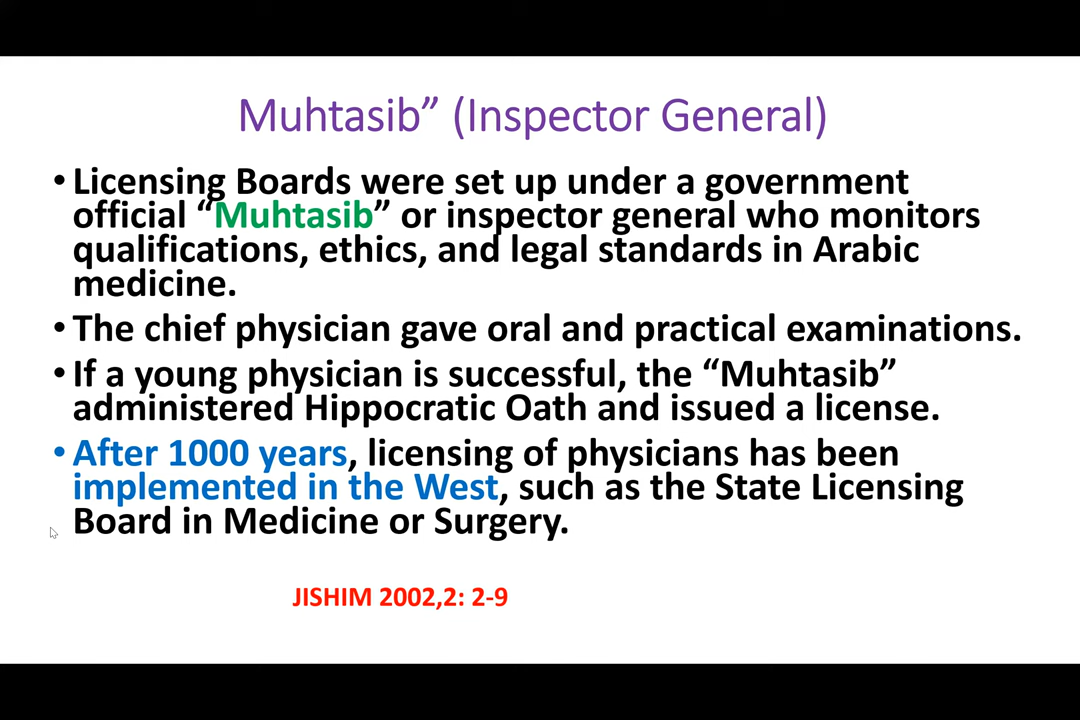 Muhtasib” (Inspector General)
• Licensing Boards were set up under a government
official “Muhtasib” or inspector general who monitors
qualifications, ethics, and legal standards in Arabic
medicine.
• The chief physician gave oral and practical examinations.
• If a young physician is successful, the “Muhtasib”
administered Hippocratic Oath and issued a license.
• After 1000 years, licensing of physicians has been
implemented in the West, such as the State Licensing
Board in Medicine or Surgery.
JISHIM 2002,2: 2-9